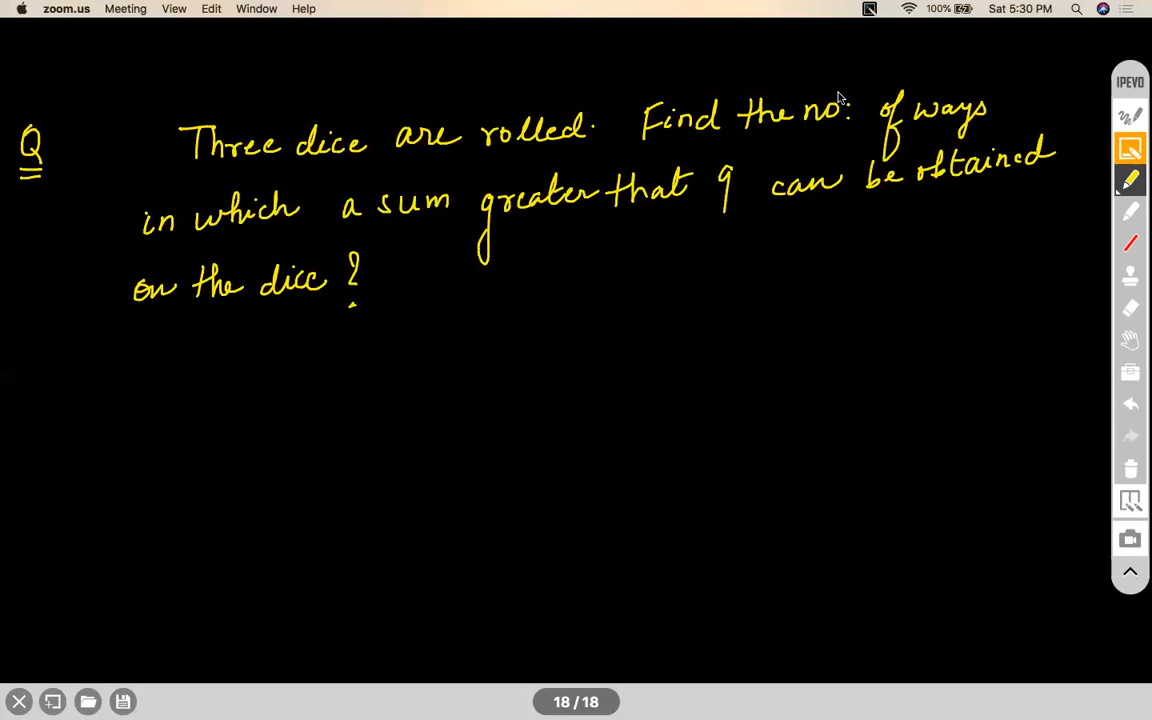 zoom.us Meeting View Edit Window Help 100% Sat 5:30 PM
IPEVO
Q Three dice are rolled. Find the no: of ways
in which a sum greater that 9 can be obtained
on the dice ?
18 / 18